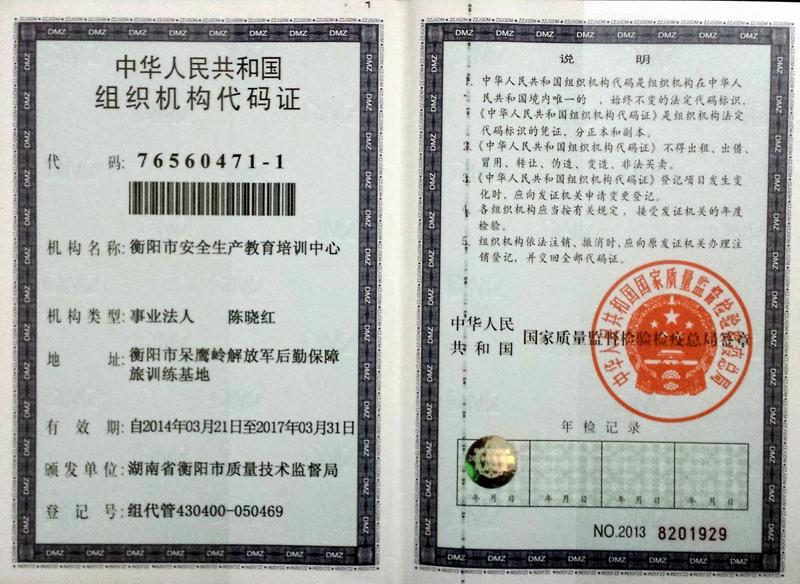 中华人民共和国
组织机构代码证
代 码: 76560471-1
机构名称: 衡阳市安全生产教育培训中心
机构类型: 事业法人 陈晓红
地 址: 衡阳市呆鹰岭解放军后勤保障
旅训练基地
有 效 期: 自2014年03月21日至2017年03月31日
颁发单位: 湖南省衡阳市质量技术监督局
登 记 号: 组代管430400-050469
说 明
1. 中华人民共和国组织机构代码是组织机构在中华人
民共和国境内唯一的、始终不变的法定代码标识，
《中华人民共和国组织机构代码证》是组织机构法定
代码标识的凭证，分正本和副本。
2. 《中华人民共和国组织机构代码证》不得出租、出借、
冒用、转让、伪造、变造、非法买卖。
3. 《中华人民共和国组织机构代码证》登记项目发生变
化时，应向发证机关申请变更登记。
4. 各组织机构应当按有关规定，接受发证机关的年度
检验。
5. 组织机构依法注销、撤消时，应向原发证机关办理注
销登记，并交回全部代码证。
中华人民
共 和 国 国家质量监督检验检疫总局签章
中华人民共和国国家质量监督检验检疫总局
年检记录
年 月 日 年 月 日 年 月 日 年 月 日
NO.2013 8201929